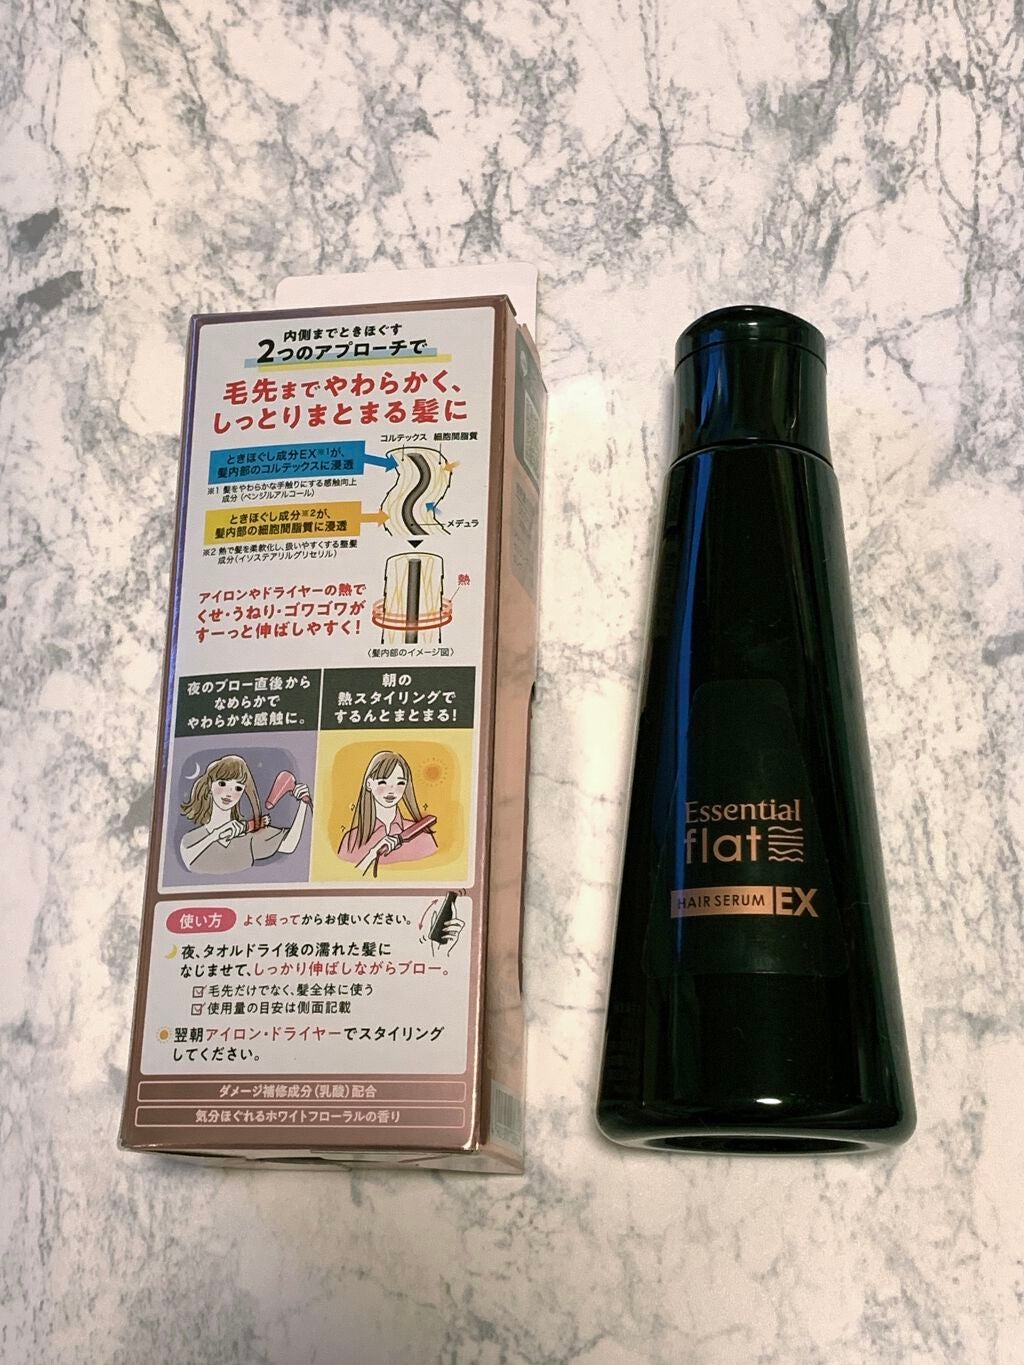 内側までときほぐす
2つのアプローチで
毛先までやわらかく、
しっとりまとまる髪に
コルテックス 細胞間脂質
ときほぐし成分EX※1が、
髪内部のコルテックスに浸透
※1 髪をやわらかな手触りにする感触向上
成分（ベンジルアルコール）
ときほぐし成分※2が、
髪内部の細胞間脂質に浸透
メデュラ
※2 熱で髪を柔軟化し、扱いやすくする整髪
成分（イソステアリルグリセリル）
熱
アイロンやドライヤーの熱で
くせ・うねり・ゴワゴワが
すーっと伸ばしやすく！
〈髪内部のイメージ図〉
夜のブロー直後から
なめらかで
やわらかな感触に。
朝の
熱スタイリングで
するんとまとまる！
使い方 よく振ってからお使いください。
夜、タオルドライ後の濡れた髪に
なじませて、しっかり伸ばしながらブロー。
毛先だけでなく、髪全体に使う
使用量の目安は側面記載
翌朝アイロン・ドライヤーでスタイリング
してください。
ダメージ補修成分（乳酸）配合
気分ほぐれるホワイトフローラルの香り
Essential
flat
HAIR SERUM EX